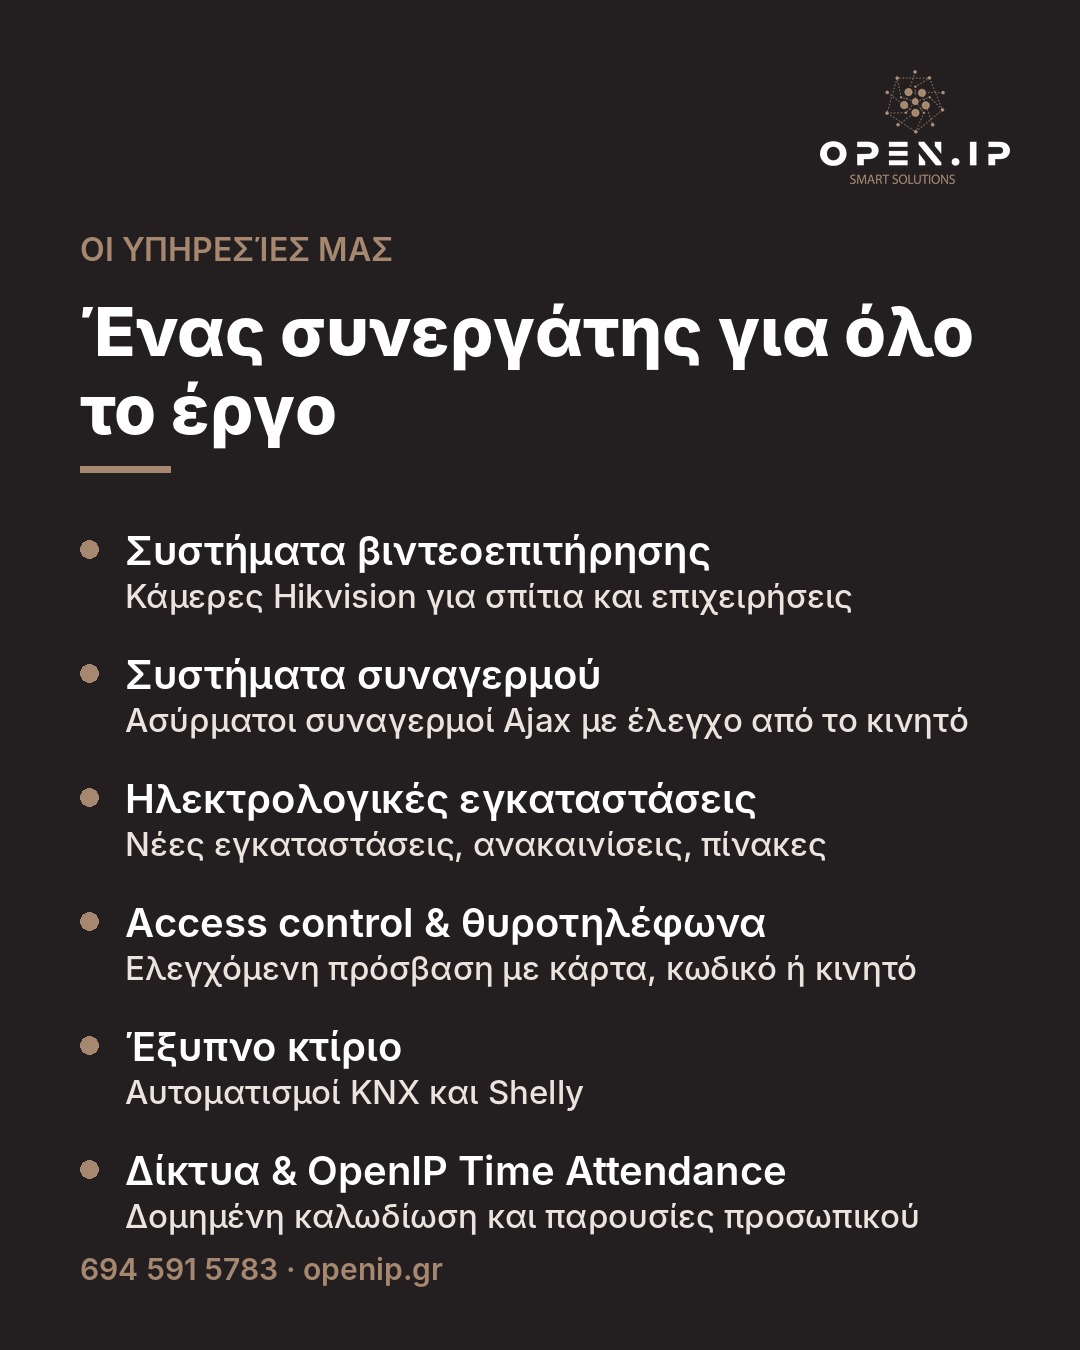 OPEN.IP
SMART SOLUTIONS
ΟΙ ΥΠΗΡΕΣΊΕΣ ΜΑΣ
Ένας συνεργάτης για όλο
το έργο
Συστήματα βιντεοεπιτήρησης
Κάμερες Hikvision για σπίτια και επιχειρήσεις
Συστήματα συναγερμού
Ασύρματοι συναγερμοί Ajax με έλεγχο από το κινητό
Ηλεκτρολογικές εγκαταστάσεις
Νέες εγκαταστάσεις, ανακαινίσεις, πίνακες
Access control & θυροτηλέφωνα
Ελεγχόμενη πρόσβαση με κάρτα, κωδικό ή κινητό
Έξυπνο κτίριο
Αυτοματισμοί KNX και Shelly
Δίκτυα & OpenIP Time Attendance
Δομημένη καλωδίωση και παρουσίες προσωπικού
694 591 5783 · openip.gr